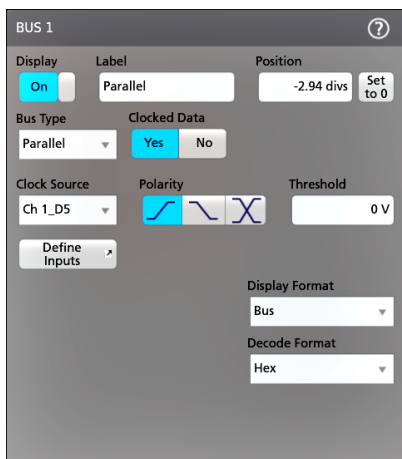 BUS 1
?
Display Label Position
On Parallel -2.94 divs Set
to 0
Bus Type Clocked Data
Parallel Yes No
Clock Source Polarity Threshold
Ch 1_D5 0 V
Define
Inputs
Display Format
Bus
Decode Format
Hex